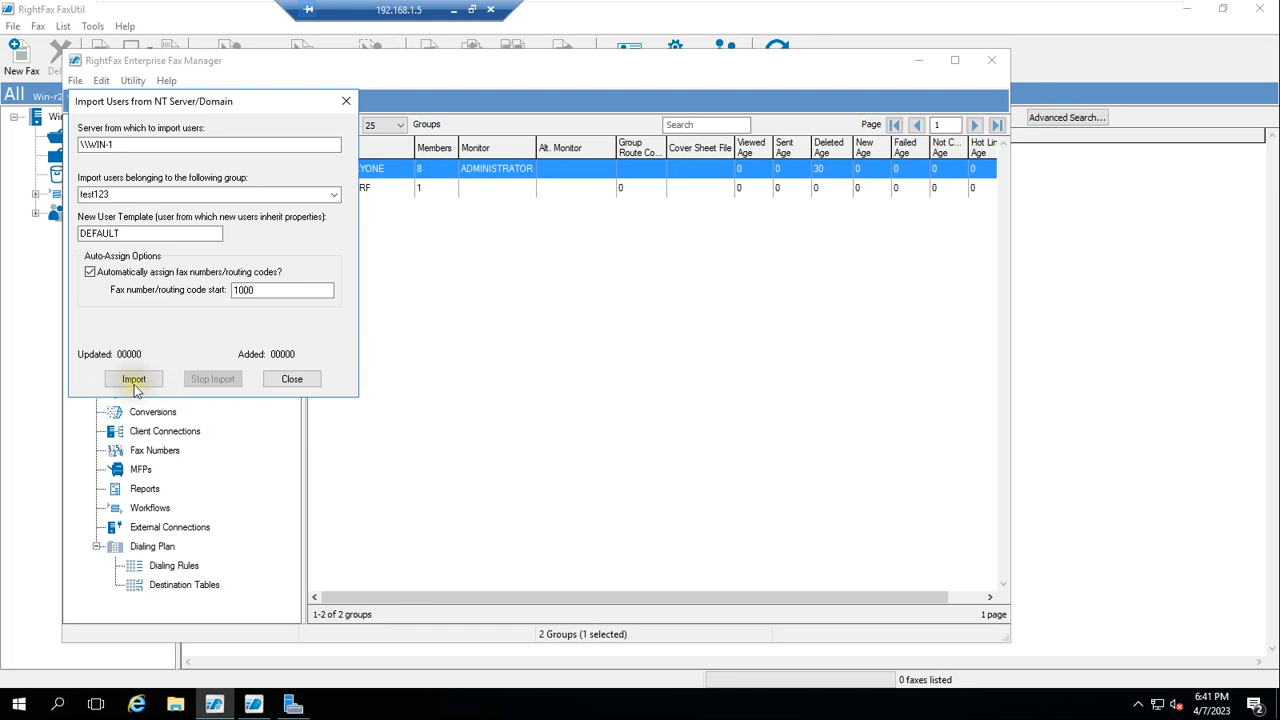 RightFax FaxUtil
192.168.1.5
File Fax List Tools Help
New Fax
RightFax Enterprise Fax Manager
File Edit Utility Help
All Win-r2
Import Users from NT Server/Domain
Server from which to import users:
\\WIN-1
Import users belonging to the following group:
test123
New User Template (user from which new users inherit properties):
DEFAULT
Auto-Assign Options
Automatically assign fax numbers/routing codes?
Fax number/routing code start: 1000
Updated: 00000 Added: 00000
Import Stop Import Close
25 Groups Search Page 1
Members Monitor Alt. Monitor Group Route Co... Cover Sheet File Viewed Age Sent Age Deleted Age New Age Failed Age Not C... Age Hot Lin Age
YONE 8 ADMINISTRATOR 0 0 30 0 0 0 0
RF 1 0 0 0 0 0 0 0 0
Advanced Search...
Conversions
Client Connections
Fax Numbers
MFPs
Reports
Workflows
External Connections
Dialing Plan
Dialing Rules
Destination Tables
1-2 of 2 groups 1 page
2 Groups (1 selected)
0 faxes listed
6:41 PM
4/7/2023
2